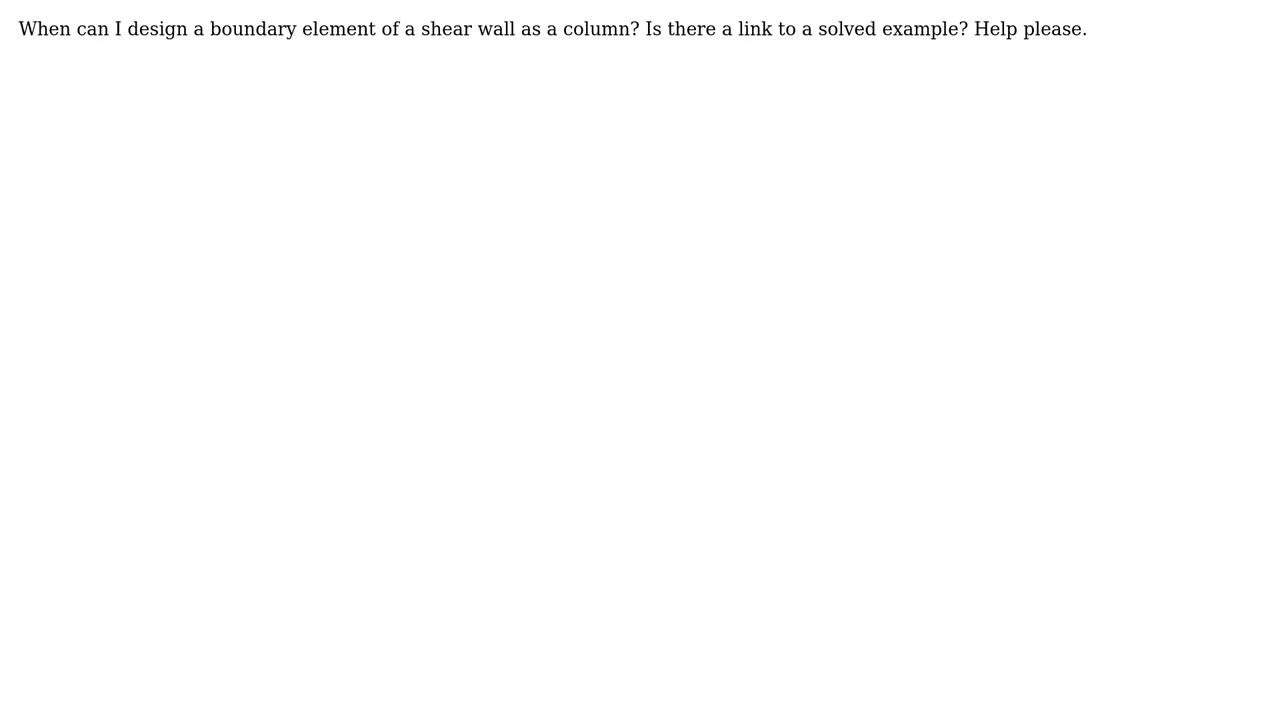 When can I design a boundary element of a shear wall as a column? Is there a link to a solved example? Help please.